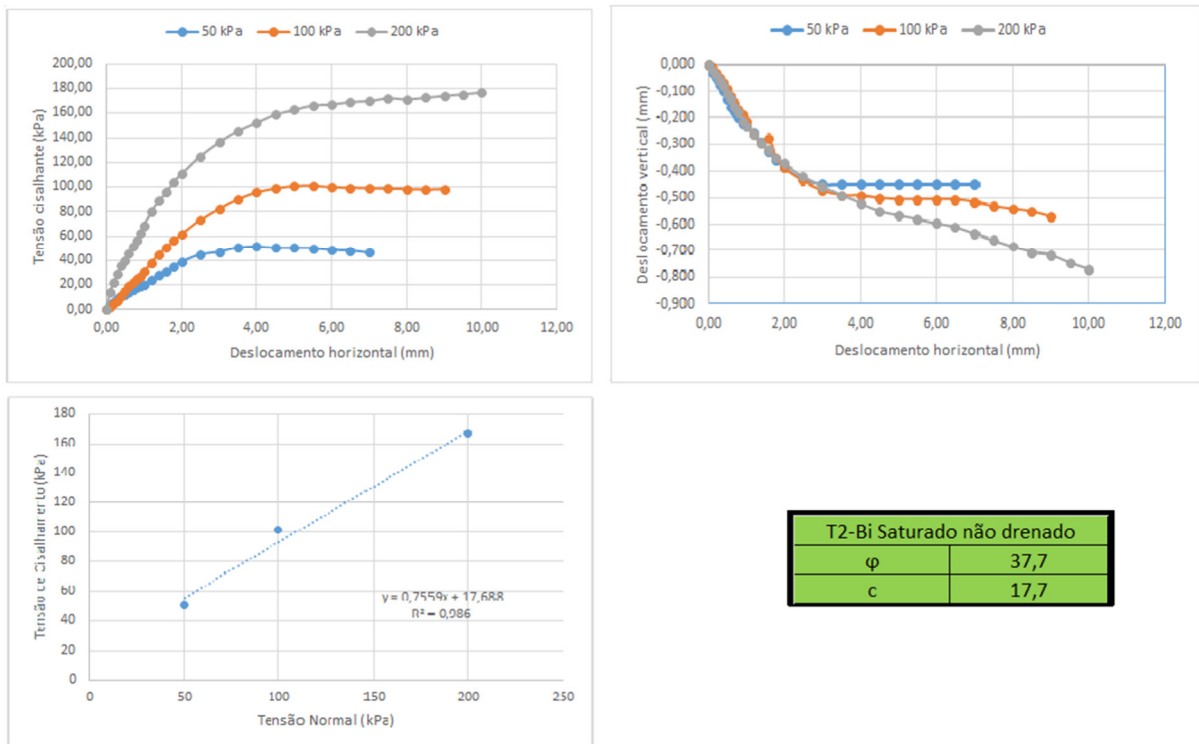 50 kPa 100 kPa 200 kPa
200,00
180,00
160,00
140,00
120,00
100,00
80,00
60,00
40,00
20,00
0,00
0,00 2,00 4,00 6,00 8,00 10,00 12,00
Tensão cisalhante (kPa)
Deslocamento horizontal (mm)
50 kPa 100 kPa 200 kPa
0,000
-0,100
-0,200
-0,300
-0,400
-0,500
-0,600
-0,700
-0,800
-0,900
0,00 2,00 4,00 6,00 8,00 10,00 12,00
Deslocamento vertical (mm)
Deslocamento horizontal (mm)
180
160
140
120
100
80
60
40
20
0
0 50 100 150 200 250
Tensão de Cisalhamento (kPa)
Tensão Normal (kPa)
y = 0,7559x + 17,688
R² = 0,986
T2-Bi Saturado não drenado
φ 37,7
c 17,7